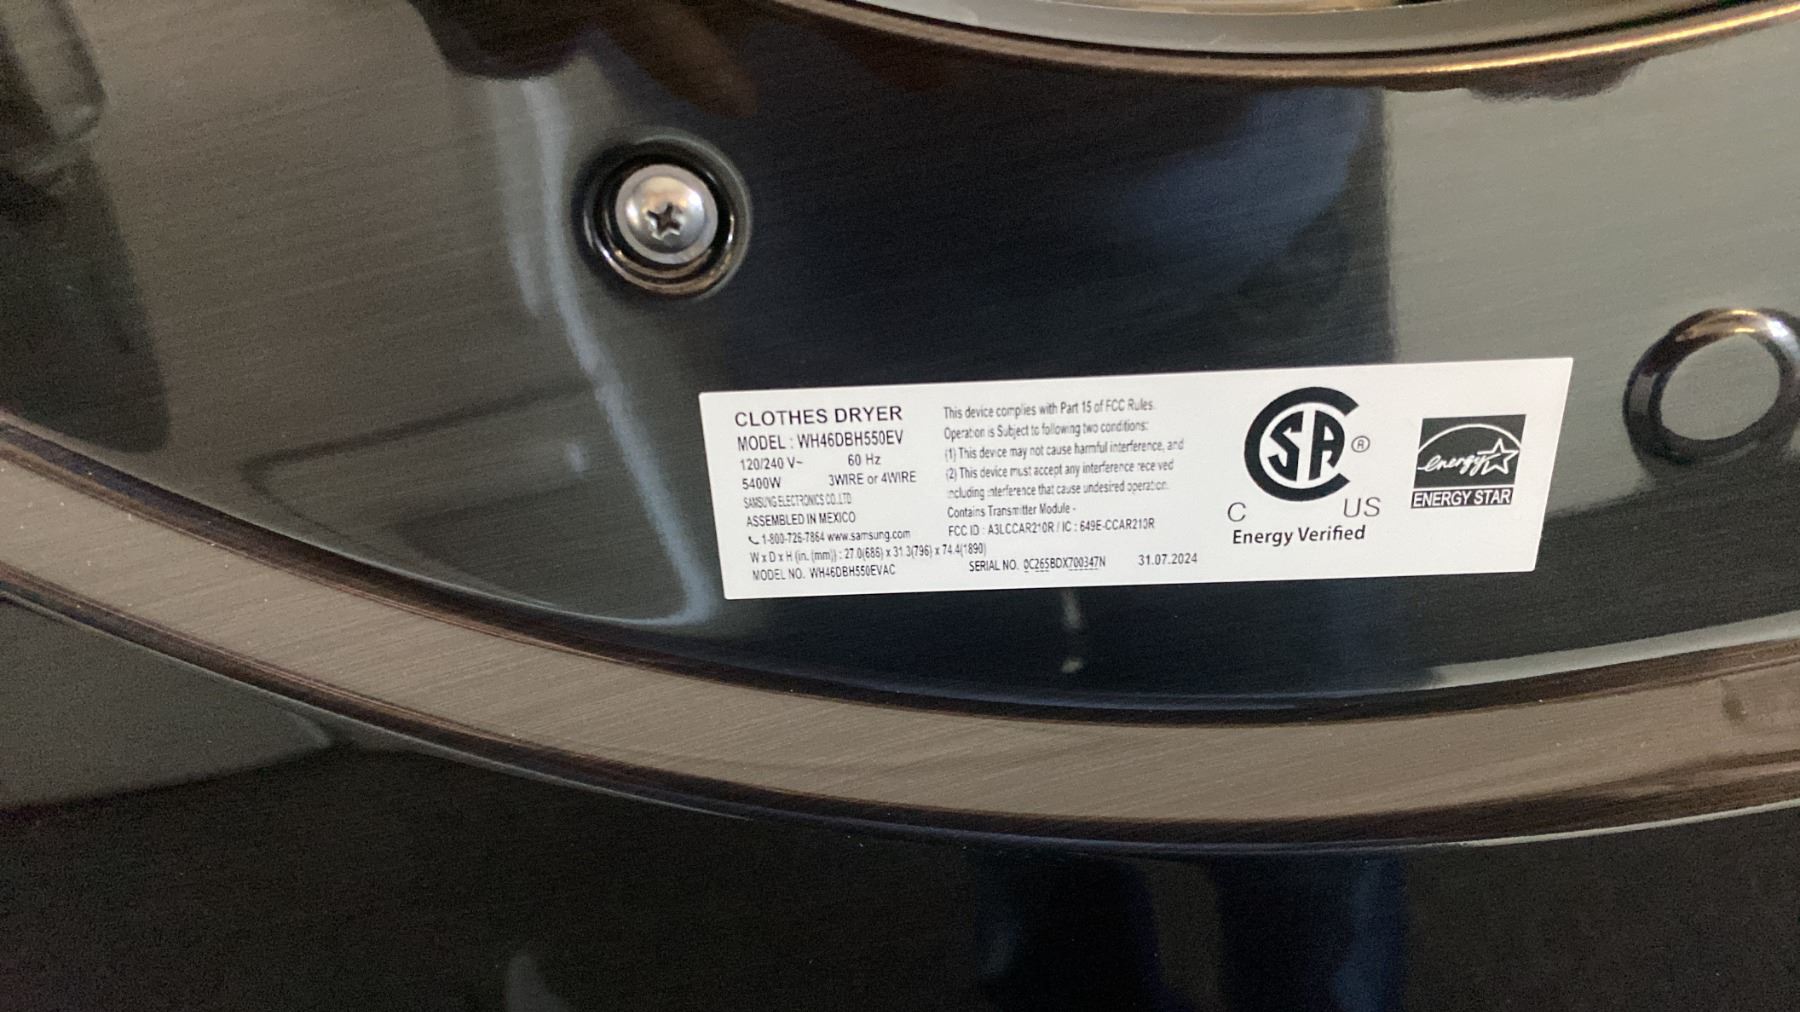 CLOTHES DRYER
MODEL : WH46DBH550EV
120/240 V~ 60 Hz
5400W 3WIRE or 4WIRE
SAMSUNG ELECTRONICS CO.,LTD
ASSEMBLED IN MEXICO
1-800-726-7864 www.samsung.com
W x D x H (in. (mm)) : 27.0(686) x 31.3(796) x 74.4(1890)
MODEL NO. WH46DBH550EVAC
SERIAL NO. 0C265BDX700347N
31.07.2024
This device complies with Part 15 of FCC Rules.
Operation is Subject to following two conditions:
(1) This device may not cause harmful interference, and
(2) This device must accept any interference received
including interference that cause undesired operation.
Contains Transmitter Module -
FCC ID : A3LCCAR210R / IC : 649E-CCAR210R
SA ®
C US
Energy Verified
energy
ENERGY STAR